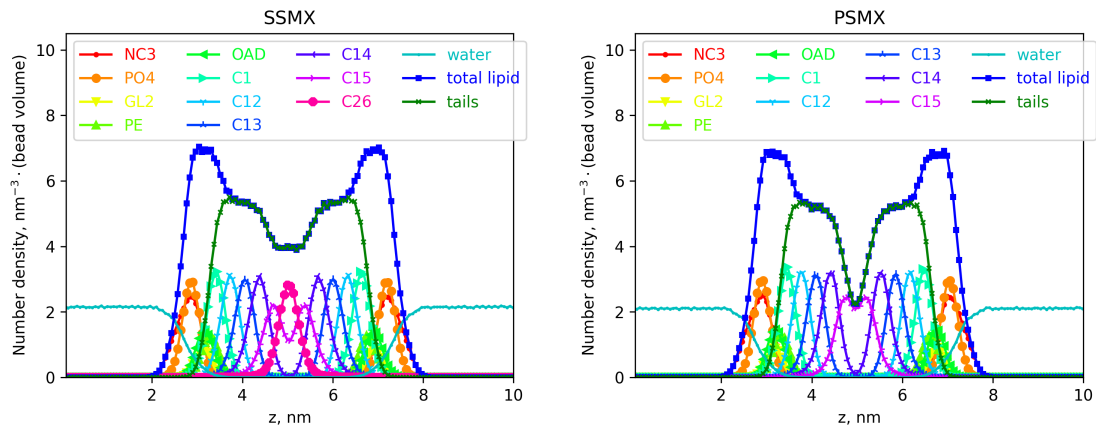 SSMX
NC3 OAD C14 water
PO4 C1 C15 total lipid
GL2 C12 C26 tails
PE C13
Number density, nm⁻³ · (bead volume)
10
8
6
4
2
0
2 4 6 8 10
z, nm
PSMX
NC3 OAD C13 water
PO4 C1 C14 total lipid
GL2 C12 C15 tails
PE
Number density, nm⁻³ · (bead volume)
10
8
6
4
2
0
2 4 6 8 10
z, nm